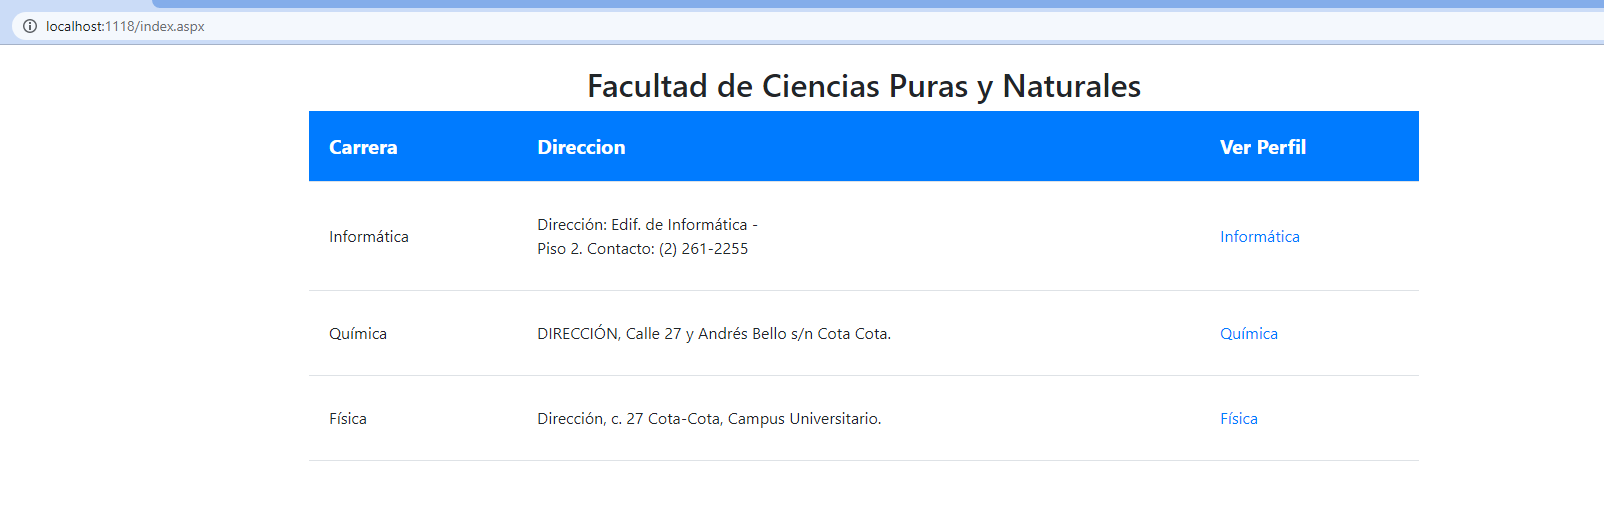 localhost:1118/index.aspx
Facultad de Ciencias Puras y Naturales
Carrera Direccion Ver Perfil
Informática Dirección: Edif. de Informática - Informática
Piso 2. Contacto: (2) 261-2255
Química DIRECCIÓN, Calle 27 y Andrés Bello s/n Cota Cota. Química
Física Dirección, c. 27 Cota-Cota, Campus Universitario. Física